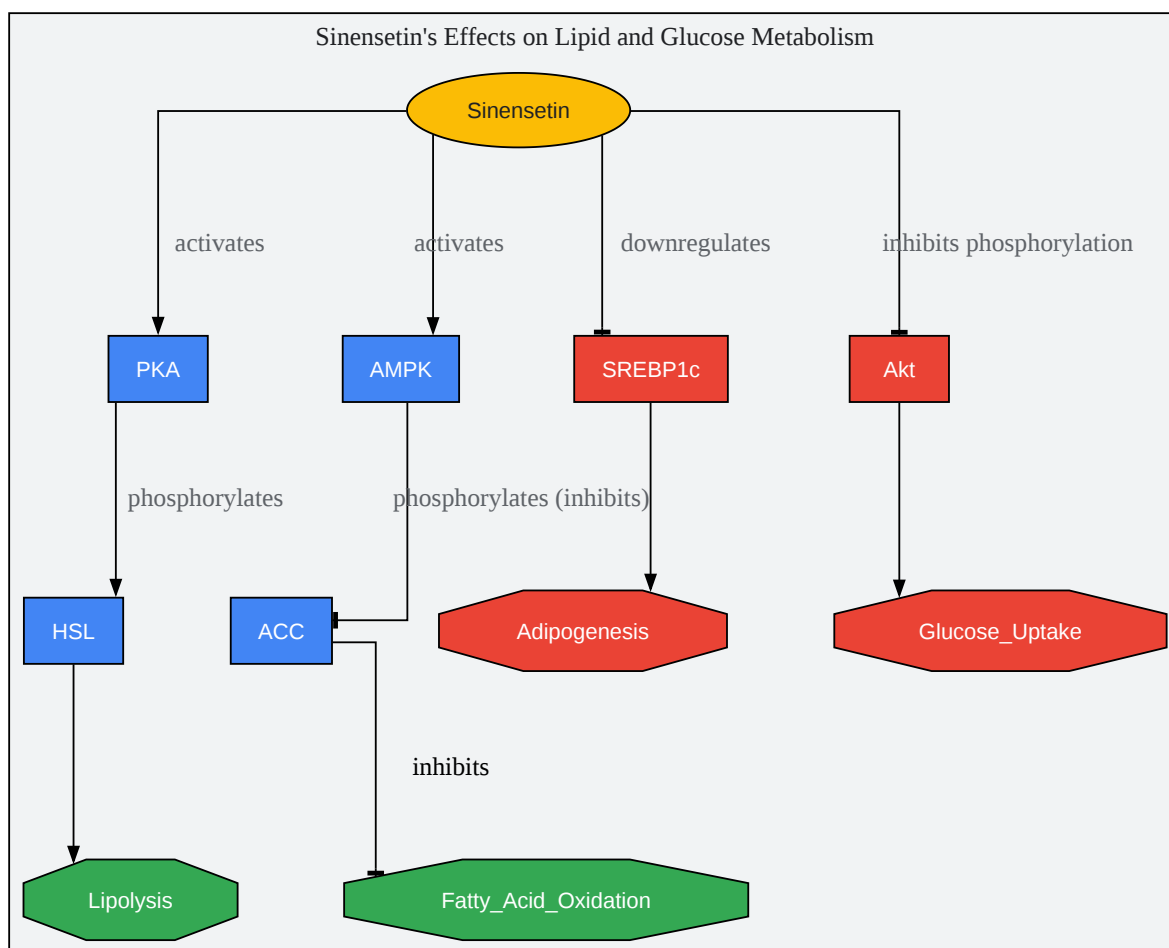 Sinensetin's Effects on Lipid and Glucose Metabolism
Sinensetin
activates
activates
downregulates
inhibits phosphorylation
PKA
AMPK
SREBP1c
Akt
phosphorylates
phosphorylates (inhibits)
HSL
ACC
Adipogenesis
Glucose_Uptake
inhibits
Lipolysis
Fatty_Acid_Oxidation